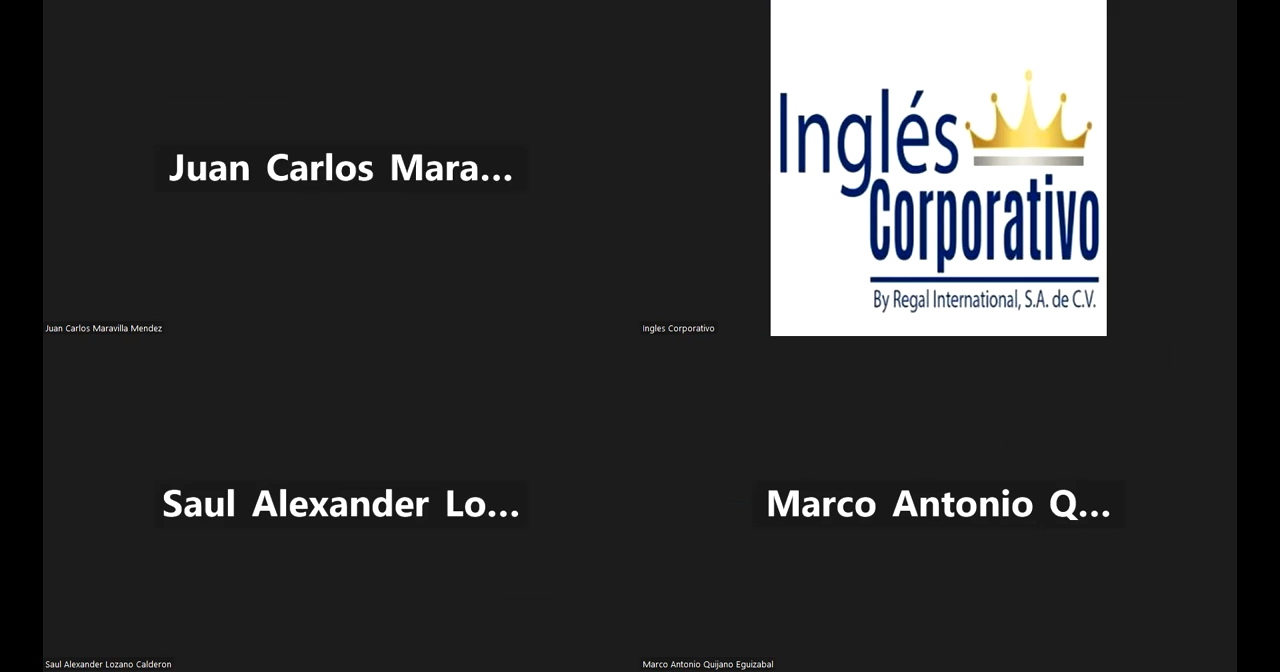 Juan Carlos Mara...
Juan Carlos Maravilla Mendez
Inglés
Corporativo
By Regal International, S.A. de C.V.
Ingles Corporativo
Saul Alexander Lo...
Saul Alexander Lozano Calderon
Marco Antonio Q...
Marco Antonio Quijano Eguizabal